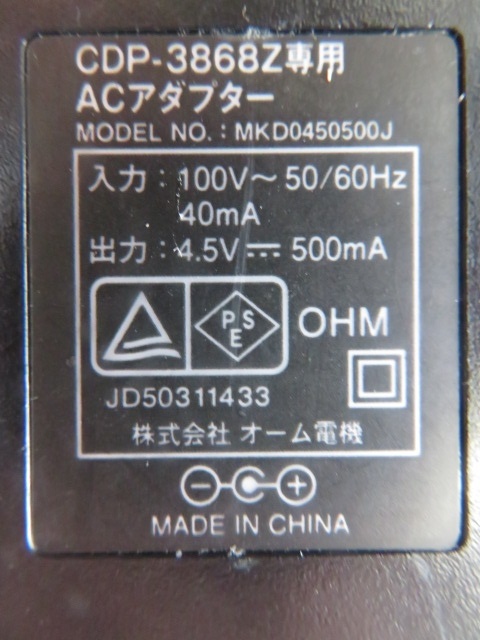 CDP-3868Z専用
ACアダプター
MODEL NO.: MKD0450500J
入力: 100V～ 50/60Hz
40mA
出力: 4.5V⎓ 500mA
PSE
OHM
JD50311433
株式会社 オーム電機
MADE IN CHINA